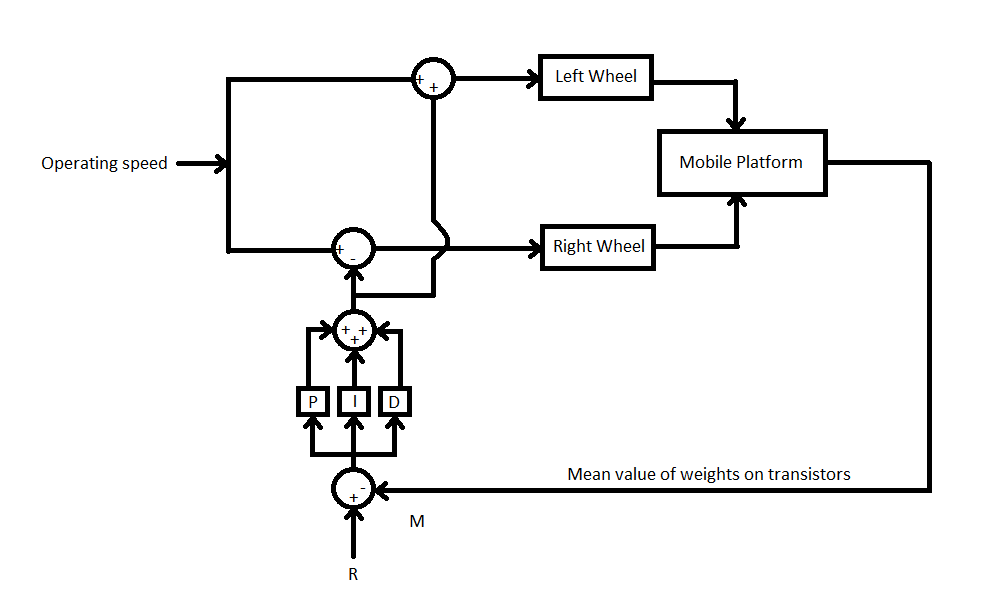 +
+
Left Wheel
Operating speed
Mobile Platform
+
-
Right Wheel
+ +
+
P
I
D
Mean value of weights on transistors
-
+
M
R